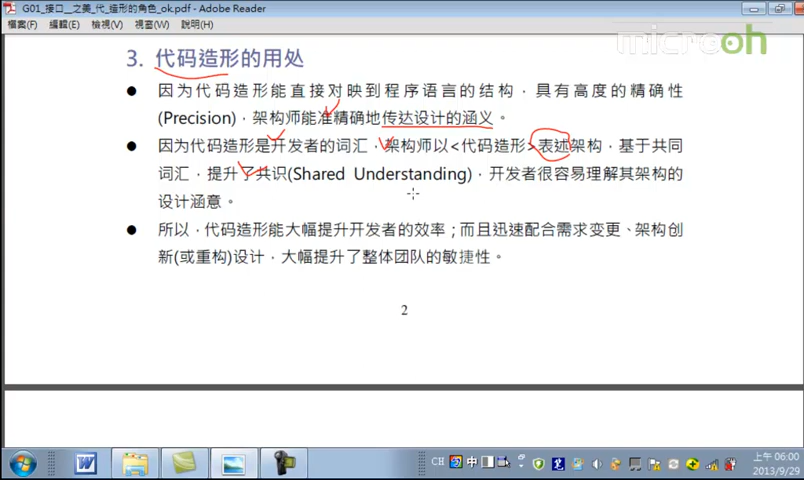 G01_接口__之美_代_造形的角色_ok.pdf - Adobe Reader
檔案(F) 編輯(E) 檢視(V) 視窗(W) 說明(H)
microoh
3. 代码造形的用处
● 因为代码造形能直接对映到程序语言的结构，具有高度的精确性
(Precision)，架构师能准精确地传达设计的涵义。
● 因为代码造形是开发者的词汇，架构师以<代码造形>表述架构，基于共同
词汇，提升了共识(Shared Understanding)，开发者很容易理解其架构的
设计涵意。
● 所以，代码造形能大幅提升开发者的效率；而且迅速配合需求变更、架构创
新(或重构)设计，大幅提升了整体团队的敏捷性。
2
CH 中
上午 06:00
2013/9/29